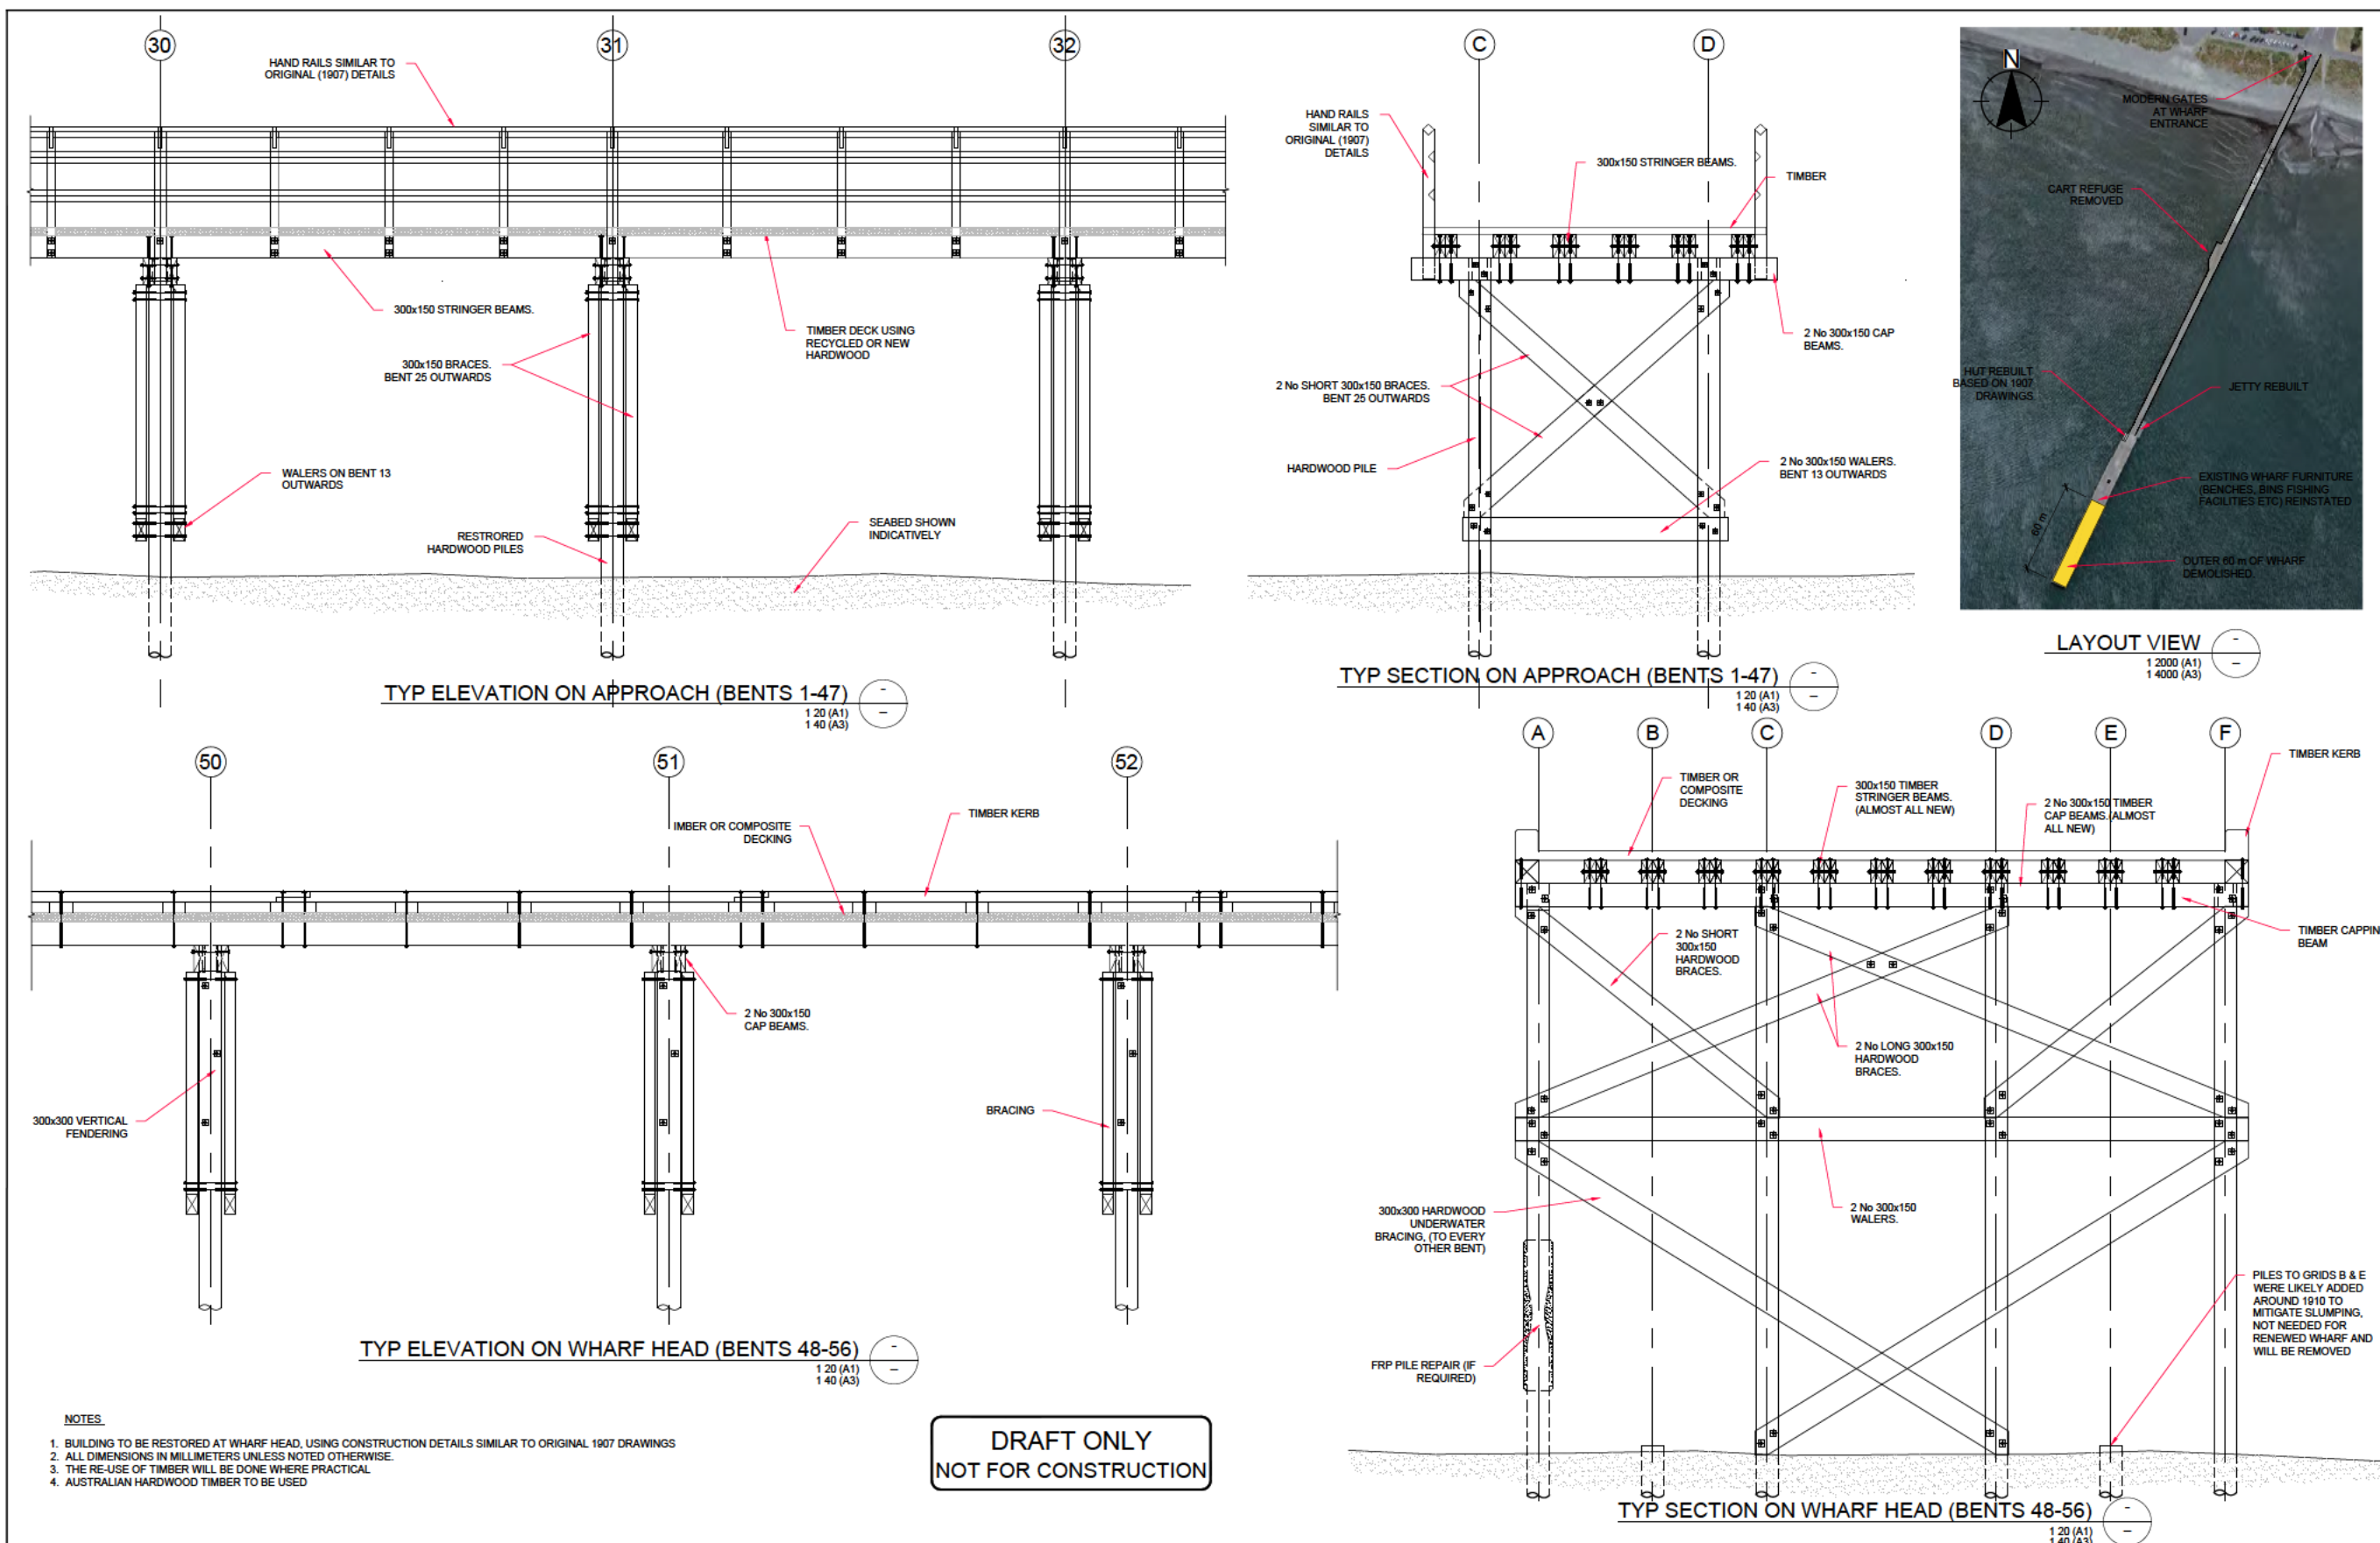 30
31
32
HAND RAILS SIMILAR TO
ORIGINAL (1907) DETAILS
300x150 STRINGER BEAMS.
300x150 BRACES.
BENT 25 OUTWARDS
TIMBER DECK USING
RECYCLED OR NEW
HARDWOOD
WALERS ON BENT 13
OUTWARDS
RESTRORED
HARDWOOD PILES
SEABED SHOWN
INDICATIVELY
TYP ELEVATION ON APPROACH (BENTS 1-47)
1 20 (A1)
1 40 (A3)
-
–
C
D
HAND RAILS
SIMILAR TO
ORIGINAL (1907)
DETAILS
300x150 STRINGER BEAMS.
TIMBER
2 No 300x150 CAP
BEAMS.
2 No SHORT 300x150 BRACES.
BENT 25 OUTWARDS
HARDWOOD PILE
2 No 300x150 WALERS.
BENT 13 OUTWARDS
TYP SECTION ON APPROACH (BENTS 1-47)
1 20 (A1)
1 40 (A3)
-
–
N
MODERN GATES
AT WHARF
ENTRANCE
CART REFUGE
REMOVED
HUT REBUILT
BASED ON 1907
DRAWINGS
JETTY REBUILT
EXISTING WHARF FURNITURE
(BENCHES, BINS FISHING
FACILITIES ETC) REINSTATED
60 m
OUTER 60 m OF WHARF
DEMOLISHED.
LAYOUT VIEW
1 2000 (A1)
1 4000 (A3)
-
–
50
51
52
IMBER OR COMPOSITE
DECKING
TIMBER KERB
2 No 300x150
CAP BEAMS.
300x300 VERTICAL
FENDERING
BRACING
TYP ELEVATION ON WHARF HEAD (BENTS 48-56)
1 20 (A1)
1 40 (A3)
-
–
A
B
C
D
E
F
TIMBER OR
COMPOSITE
DECKING
300x150 TIMBER
STRINGER BEAMS.
(ALMOST ALL NEW)
2 No 300x150 TIMBER
CAP BEAMS.(ALMOST
ALL NEW)
TIMBER KERB
2 No SHORT
300x150
HARDWOOD
BRACES.
TIMBER CAPPIN
BEAM
2 No LONG 300x150
HARDWOOD
BRACES.
300x300 HARDWOOD
UNDERWATER
BRACING, (TO EVERY
OTHER BENT)
2 No 300x150
WALERS.
FRP PILE REPAIR (IF
REQUIRED)
PILES TO GRIDS B & E
WERE LIKELY ADDED
AROUND 1910 TO
MITIGATE SLUMPING,
NOT NEEDED FOR
RENEWED WHARF AND
WILL BE REMOVED
TYP SECTION ON WHARF HEAD (BENTS 48-56)
1 20 (A1)
1 40 (A3)
-
–
NOTES
1. BUILDING TO BE RESTORED AT WHARF HEAD, USING CONSTRUCTION DETAILS SIMILAR TO ORIGINAL 1907 DRAWINGS
2. ALL DIMENSIONS IN MILLIMETERS UNLESS NOTED OTHERWISE.
3. THE RE-USE OF TIMBER WILL BE DONE WHERE PRACTICAL
4. AUSTRALIAN HARDWOOD TIMBER TO BE USED
DRAFT ONLY
NOT FOR CONSTRUCTION